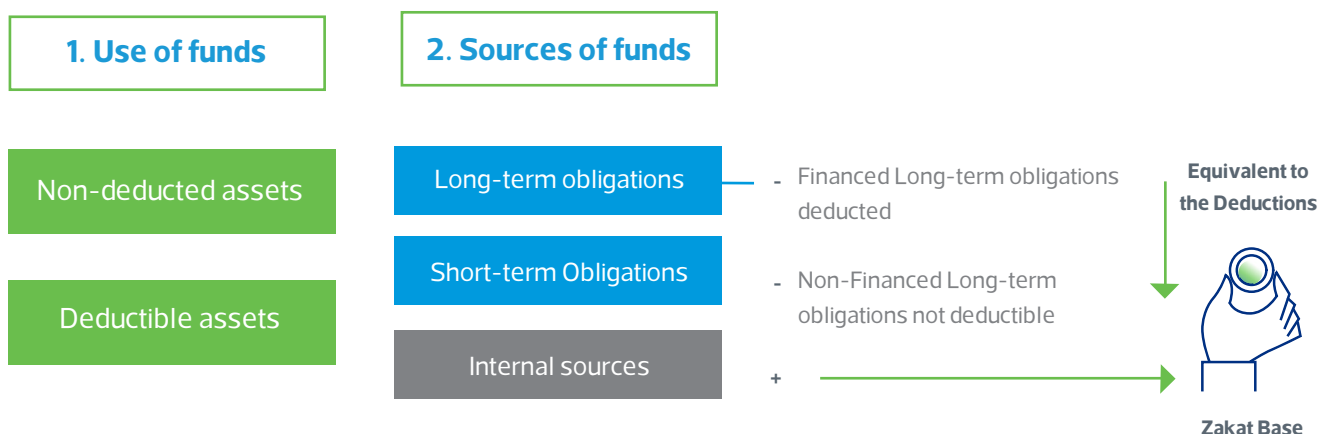 1. Use of funds
2. Sources of funds
Non-deducted assets
Deductible assets
Long-term obligations
Short-term Obligations
Internal sources
- Financed Long-term obligations
deducted
- Non-Financed Long-term
obligations not deductible
+
Equivalent to
the Deductions
Zakat Base